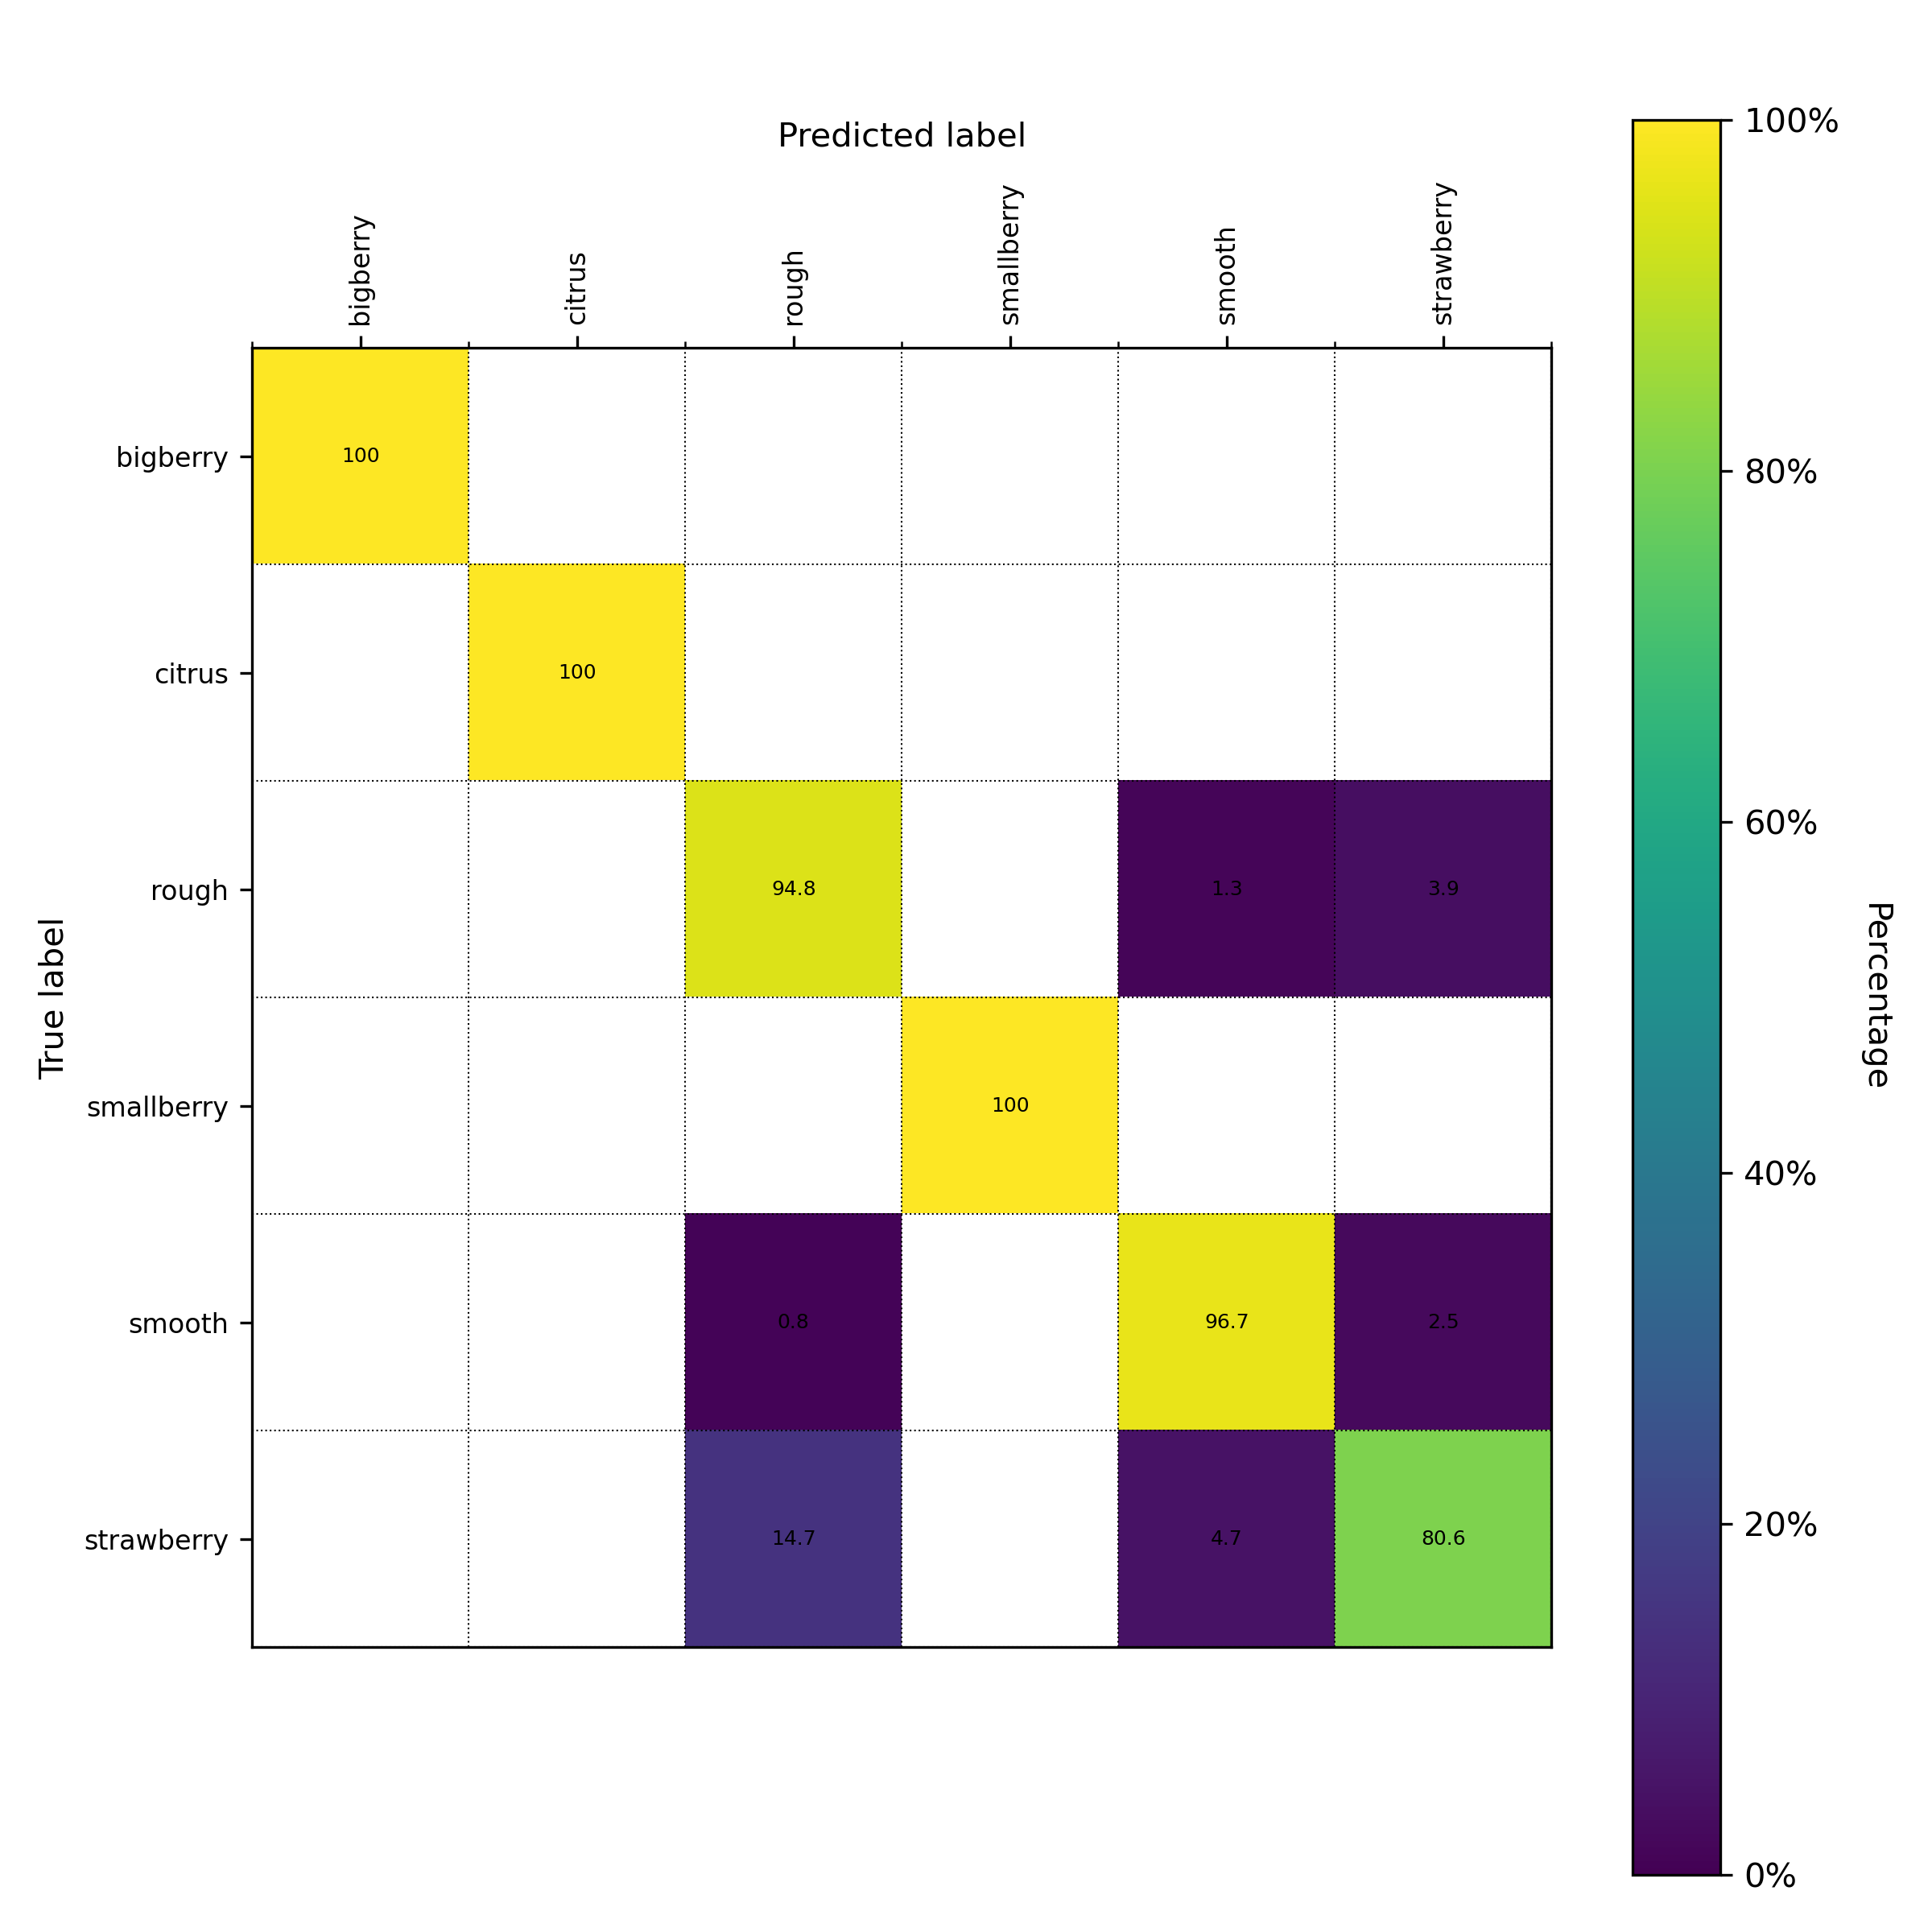 Predicted label
bigberry
citrus
rough
smallberry
smooth
strawberry
bigberry
100
citrus
100
rough
94.8 1.3 3.9
smallberry
100
smooth
0.8 96.7 2.5
strawberry
14.7 4.7 80.6
True label
100%
80%
60%
40%
20%
0%
Percentage